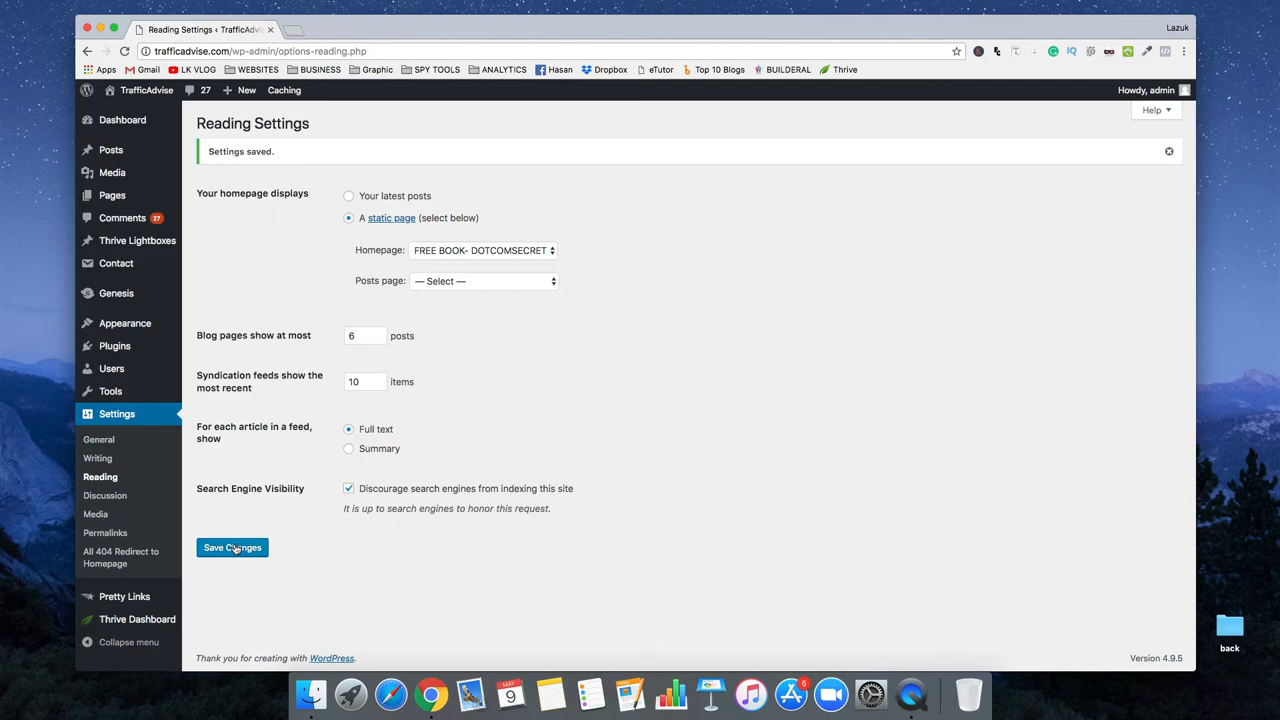 Reading Settings ‹ TrafficAdvis
Lazuk
trafficadvise.com/wp-admin/options-reading.php
Apps Gmail LK VLOG WEBSITES BUSINESS Graphic SPY TOOLS ANALYTICS Hasan Dropbox eTutor Top 10 Blogs BUILDERAL Thrive
TrafficAdvise 27 New Caching Howdy, admin
Help
Dashboard
Posts
Media
Pages
Comments 27
Thrive Lightboxes
Contact
Genesis
Appearance
Plugins
Users
Tools
Settings
General
Writing
Reading
Discussion
Media
Permalinks
All 404 Redirect to
Homepage
Pretty Links
Thrive Dashboard
Collapse menu
Reading Settings
Settings saved.
Your homepage displays
Your latest posts
A static page (select below)
Homepage: FREE BOOK- DOTCOMSECRET
Posts page: — Select —
Blog pages show at most 6 posts
Syndication feeds show the
most recent
10 items
For each article in a feed,
show
Full text
Summary
Search Engine Visibility
Discourage search engines from indexing this site
It is up to search engines to honor this request.
Save Changes
Thank you for creating with WordPress.
Version 4.9.5
back
MAY
9
5